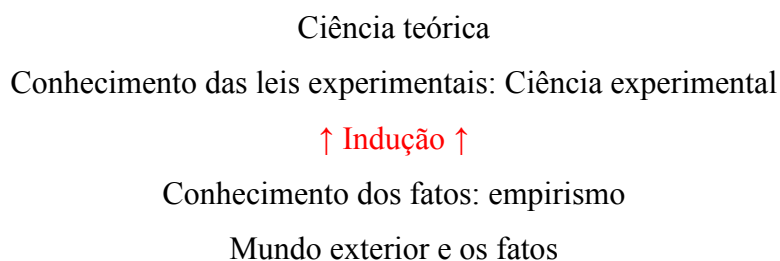 Ciência teórica
Conhecimento das leis experimentais: Ciência experimental
↑ Indução ↑
Conhecimento dos fatos: empirismo
Mundo exterior e os fatos